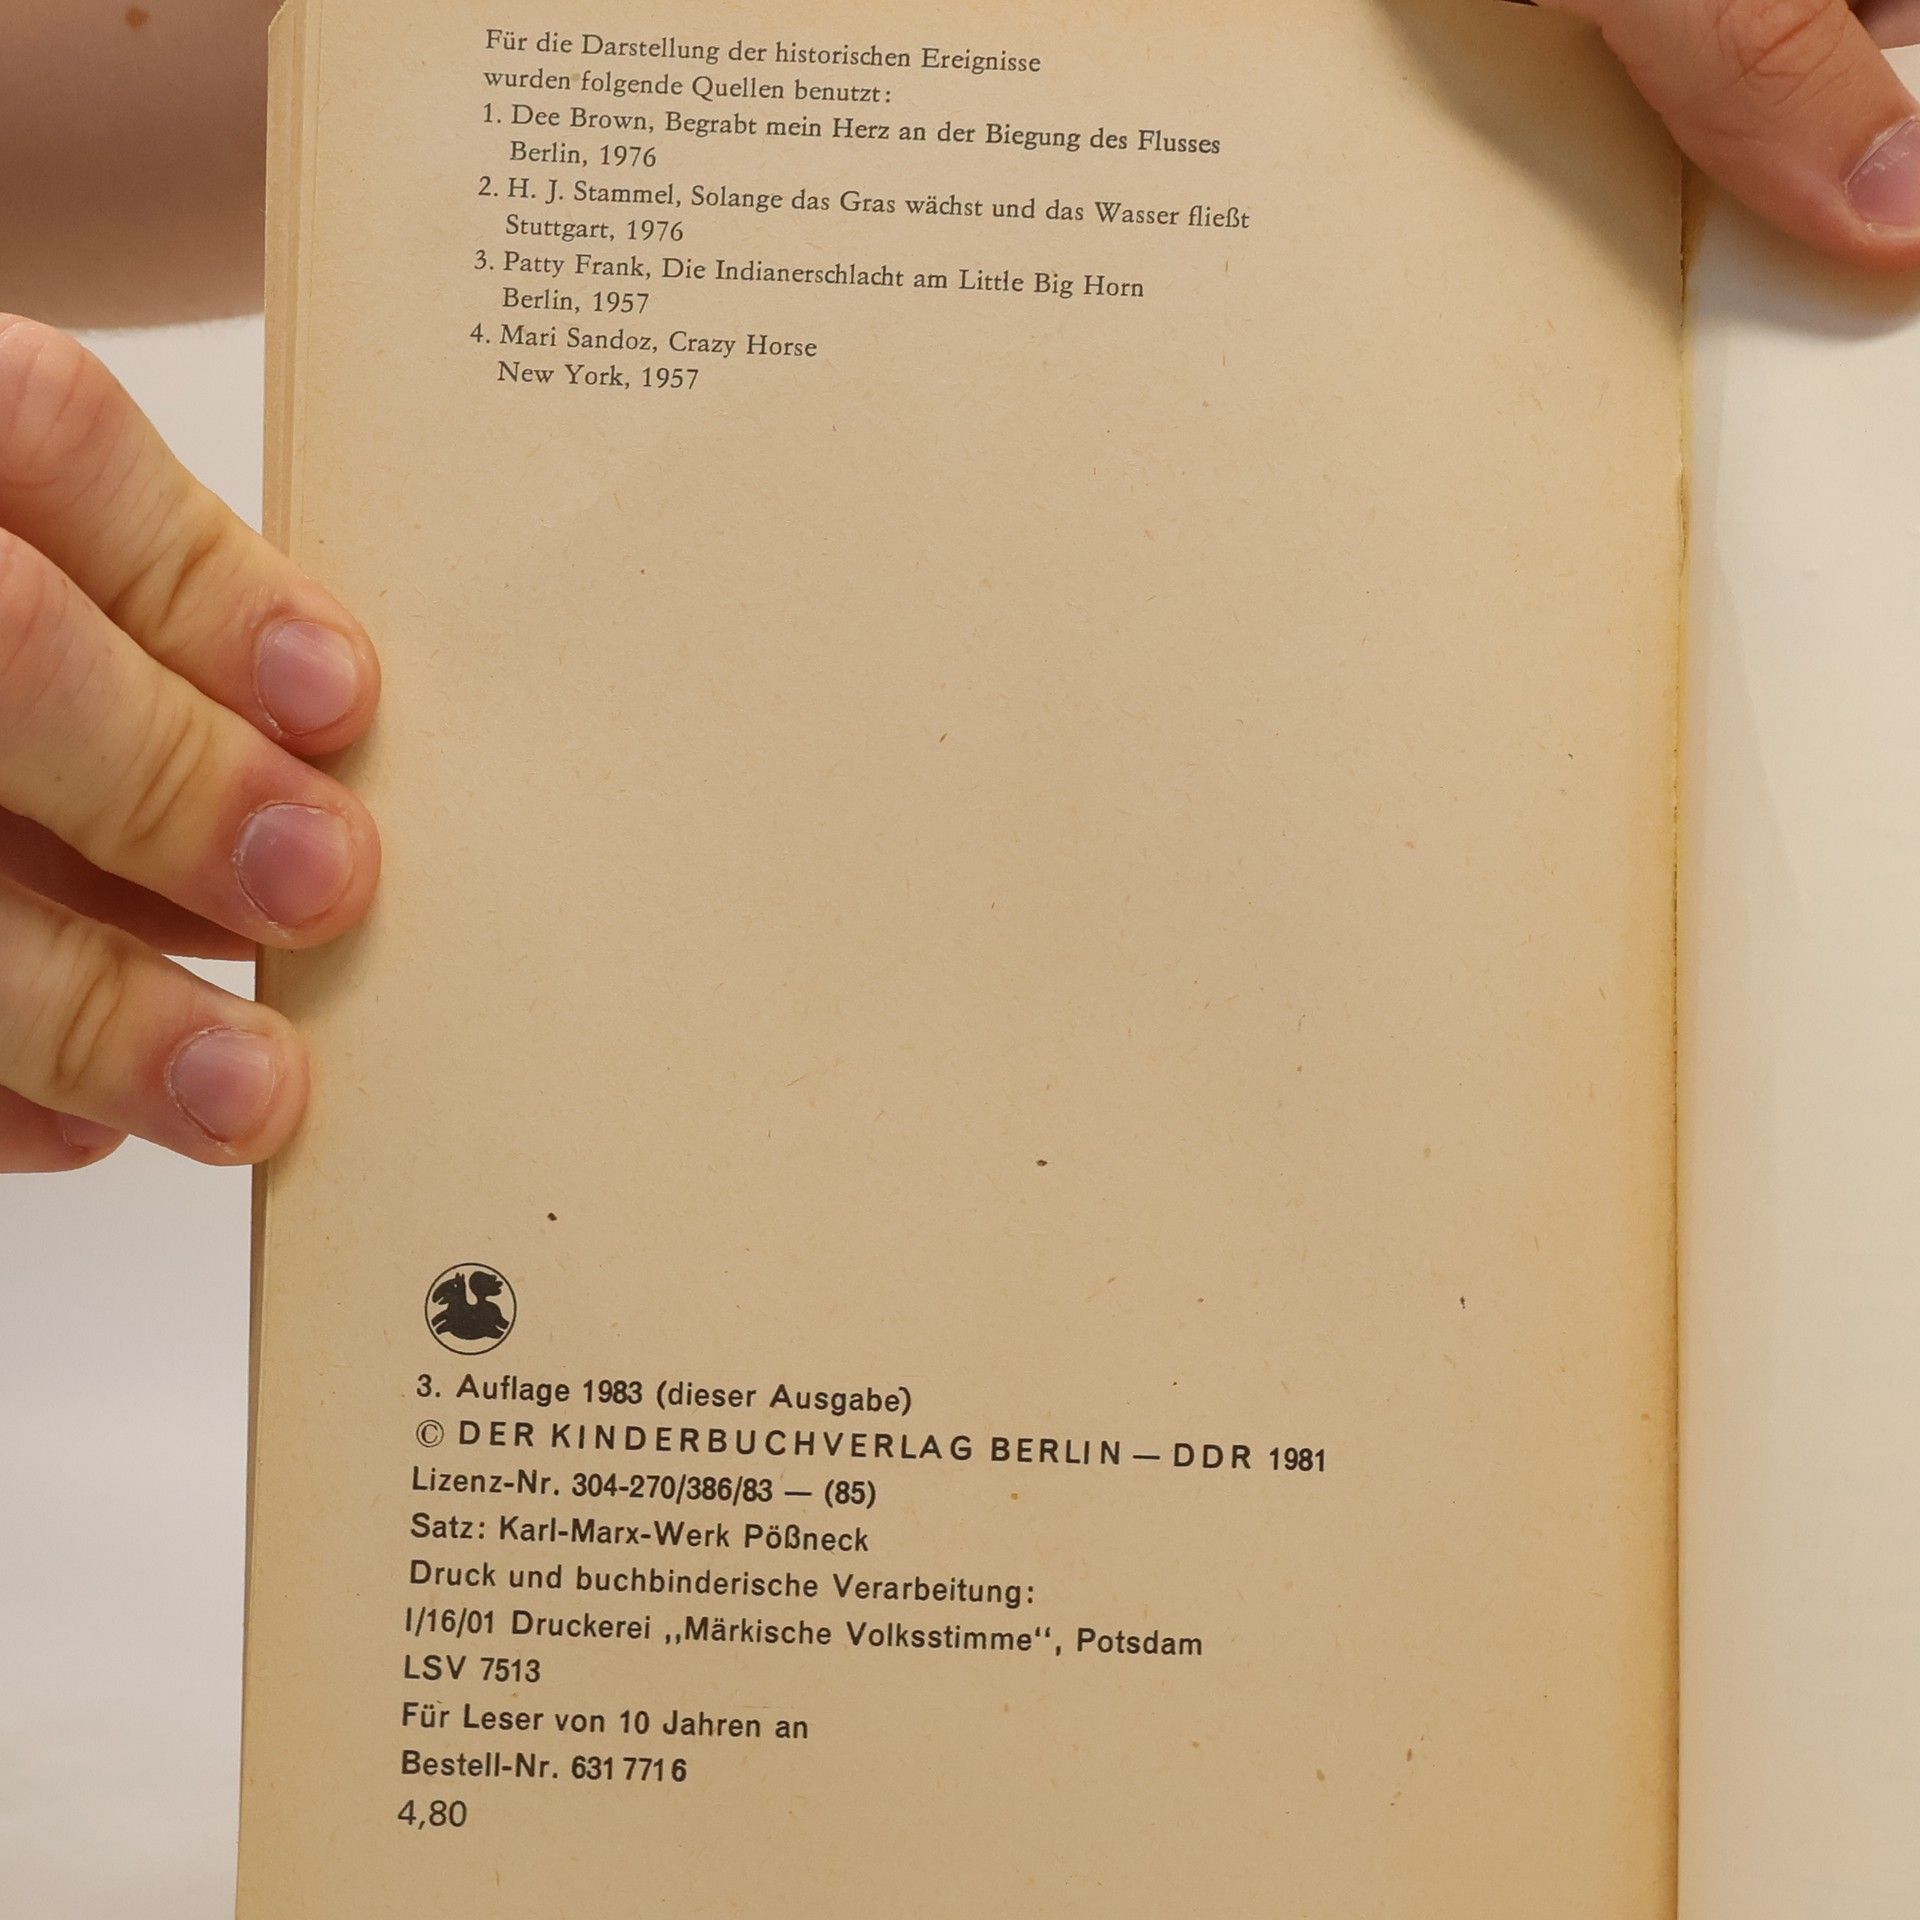 Für die Darstellung der historischen Ereignisse
wurden folgende Quellen benutzt:
1. Dee Brown, Begrabt mein Herz an der Biegung des Flusses
Berlin, 1976
2. H. J. Stammel, Solange das Gras wächst und das Wasser fließt
Stuttgart, 1976
3. Patty Frank, Die Indianerschlacht am Little Big Horn
Berlin, 1957
4. Mari Sandoz, Crazy Horse
New York, 1957
3. Auflage 1983 (dieser Ausgabe)
© DER KINDERBUCHVERLAG BERLIN — DDR 1981
Lizenz-Nr. 304-270/386/83 — (85)
Satz: Karl-Marx-Werk Pößneck
Druck und buchbinderische Verarbeitung:
I/16/01 Druckerei „Märkische Volksstimme“, Potsdam
LSV 7513
Für Leser von 10 Jahren an
Bestell-Nr. 631 771 6
4,80